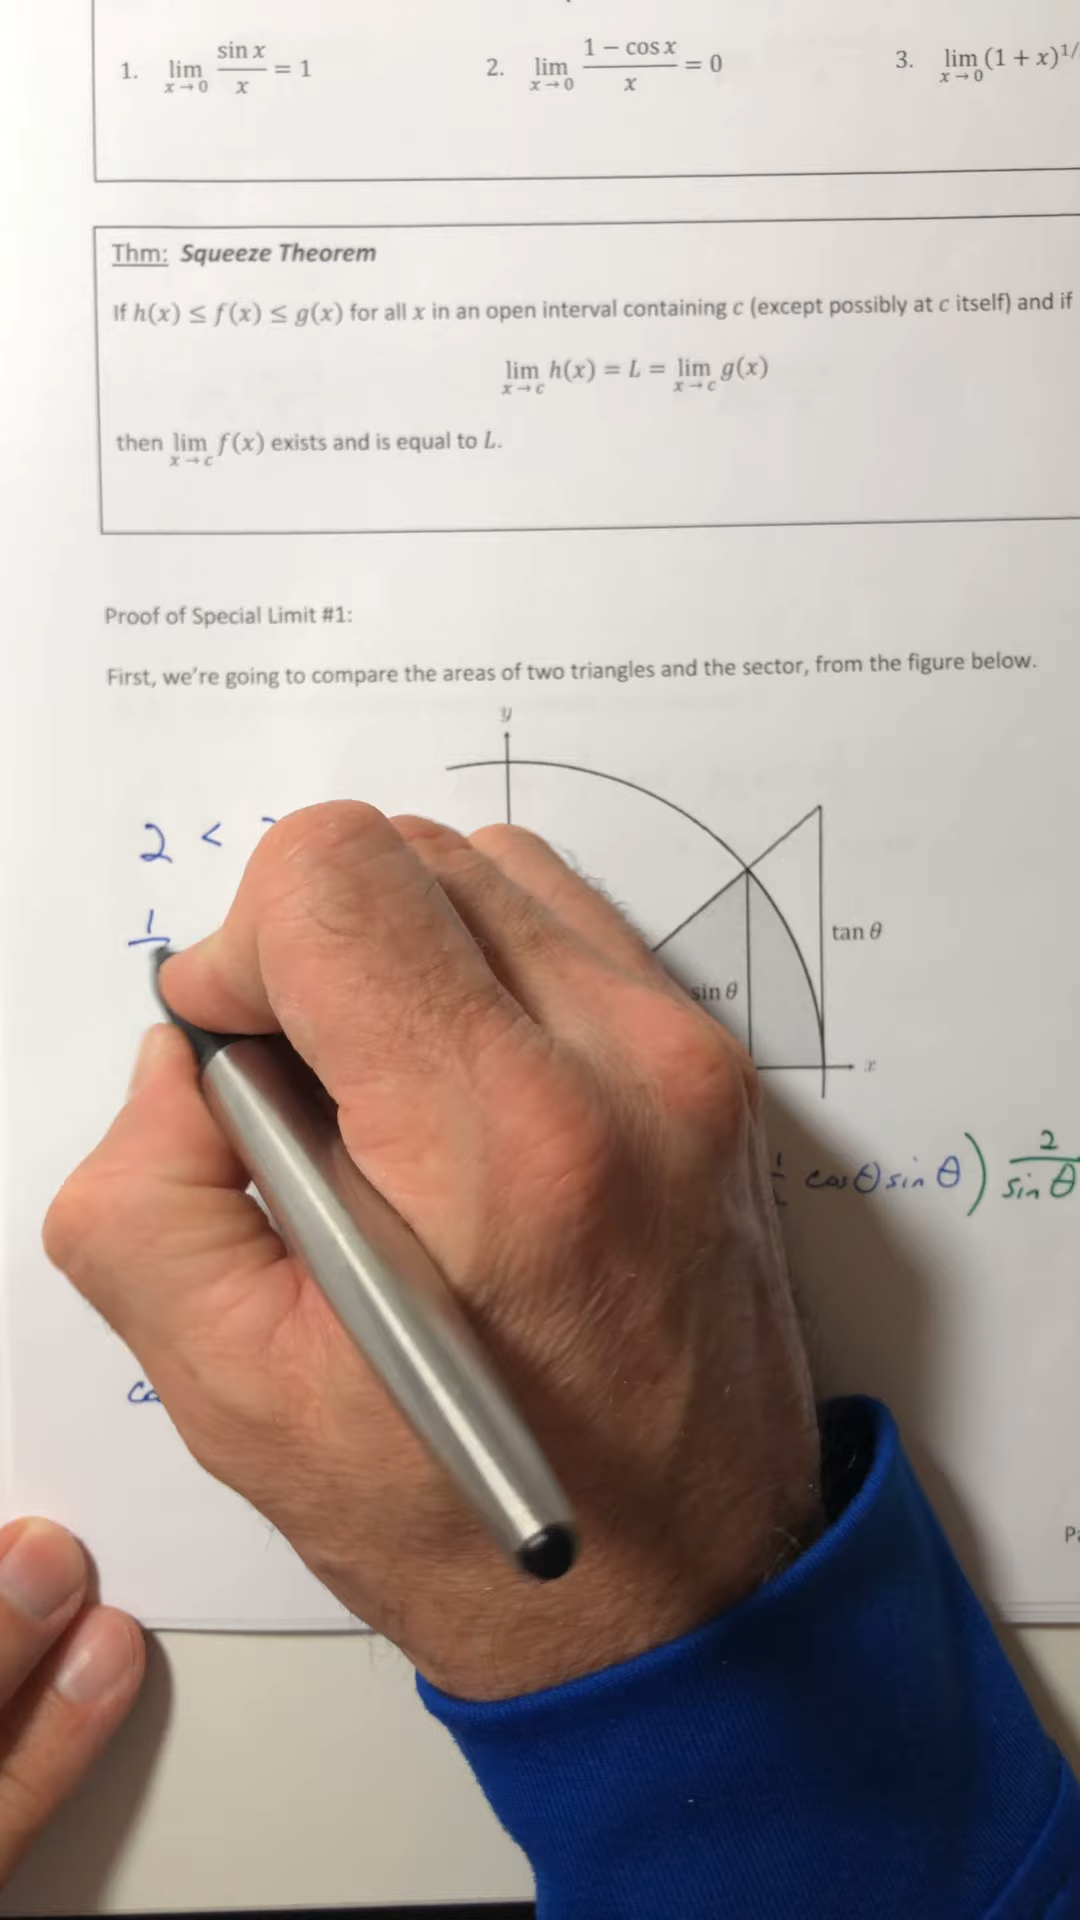 1. lim x→0 sin x / x = 1 2. lim x→0 1 − cos x / x = 0 3. lim x→0 (1 + x)^1/
Thm: Squeeze Theorem
If h(x) ≤ f(x) ≤ g(x) for all x in an open interval containing c (except possibly at c itself) and if
lim x→c h(x) = L = lim x→c g(x)
then lim x→c f(x) exists and is equal to L.
Proof of Special Limit #1:
First, we're going to compare the areas of two triangles and the sector, from the figure below.
y
2 <
1
tan θ
sin θ
x
cos θ sin θ) 2 / sin θ